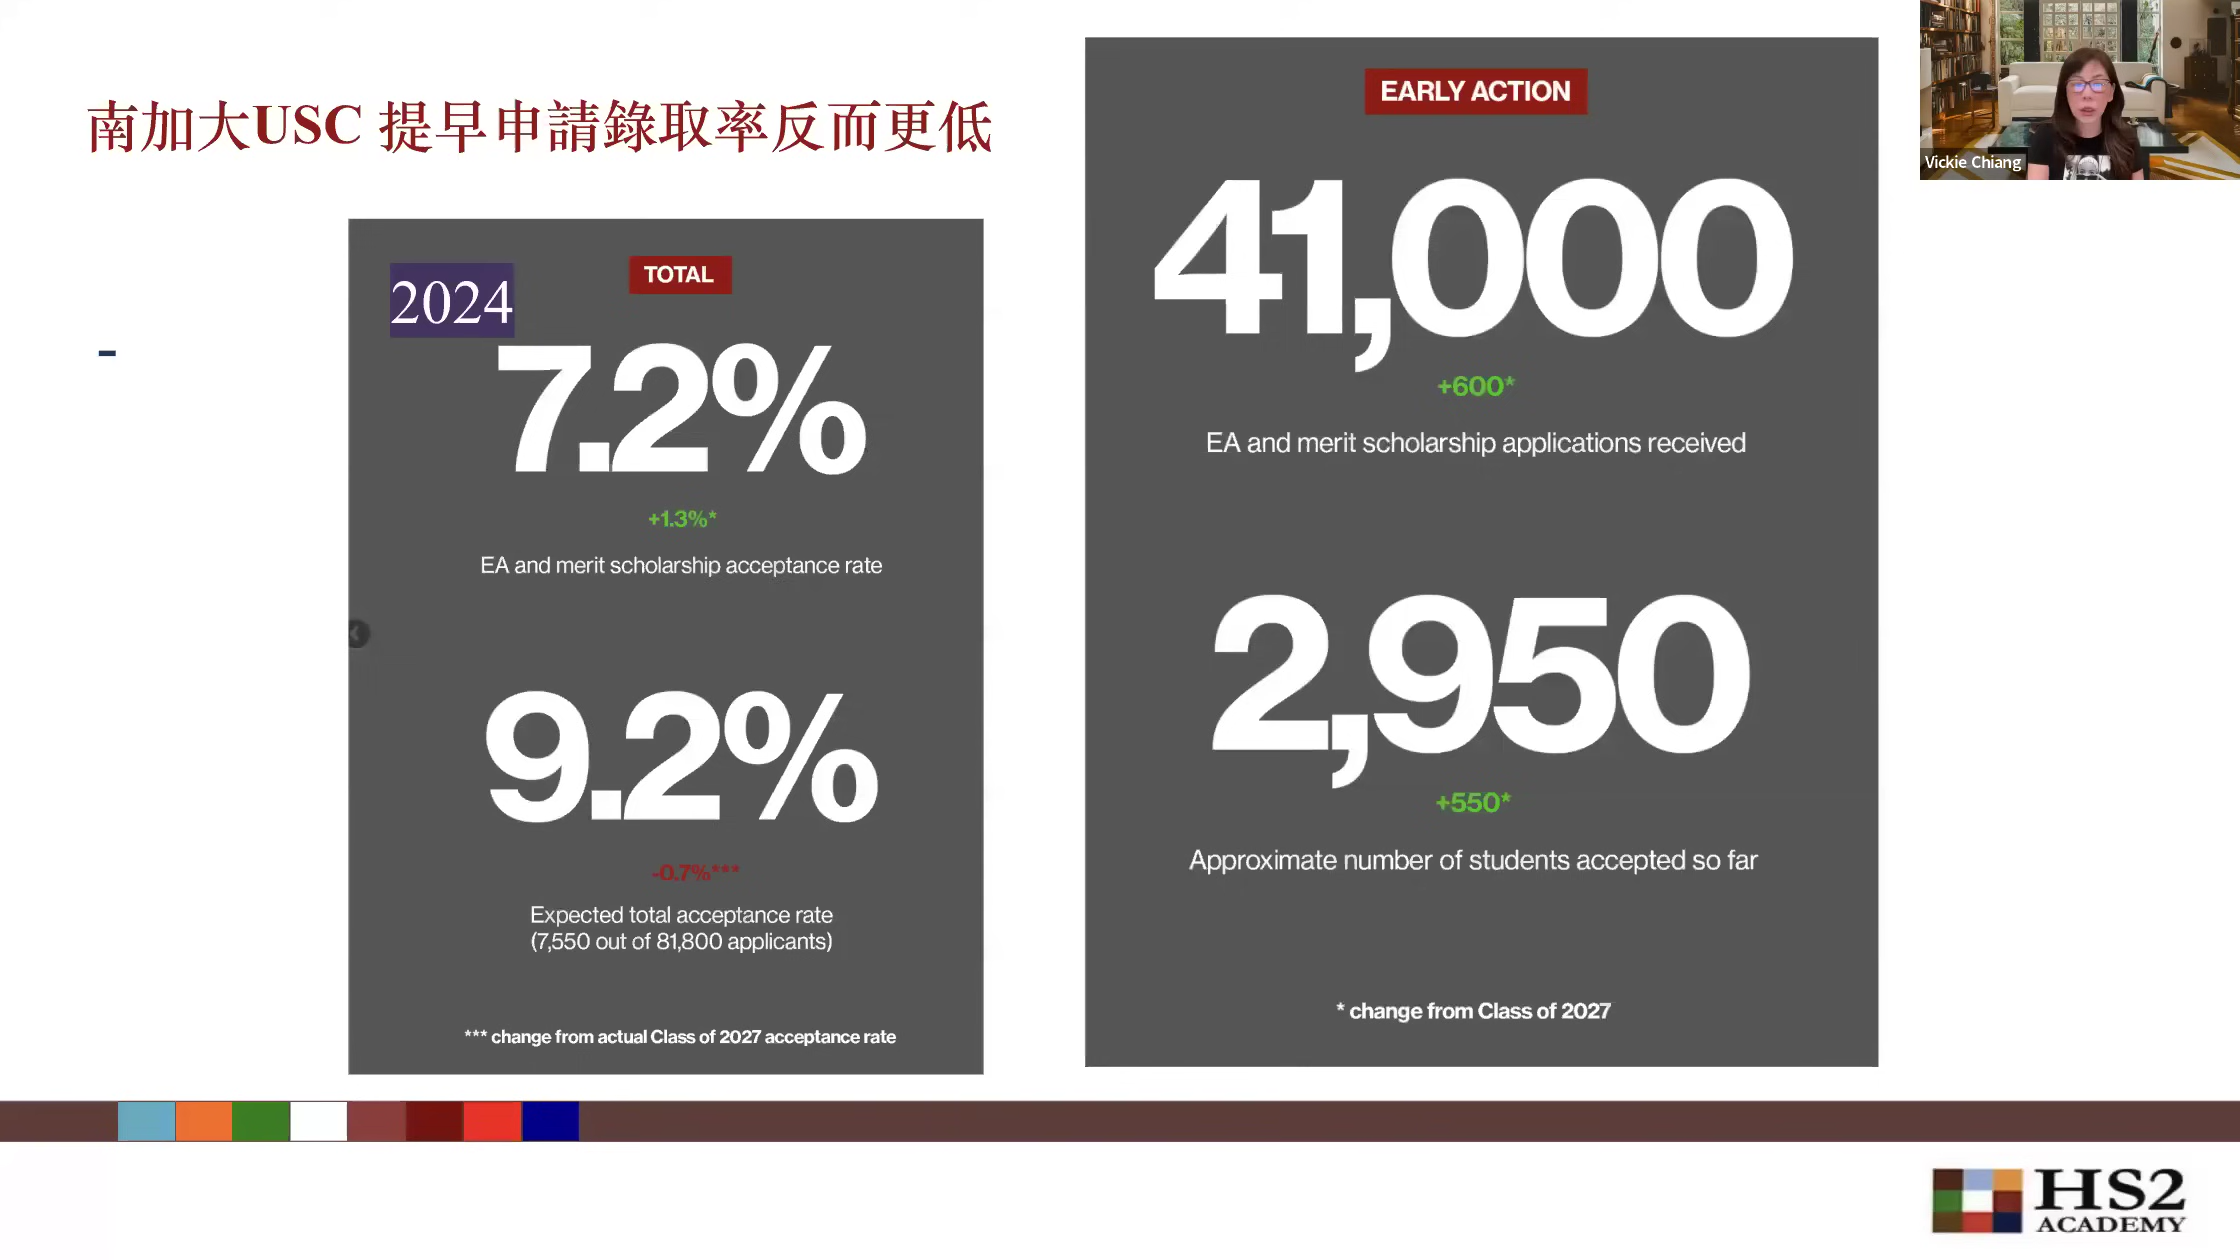 南加大USC 提早申請錄取率反而更低
-
2024
TOTAL
7.2%
+1.3%*
EA and merit scholarship acceptance rate
9.2%
-0.7%***
Expected total acceptance rate
(7,550 out of 81,800 applicants)
*** change from actual Class of 2027 acceptance rate
EARLY ACTION
41,000
+600*
EA and merit scholarship applications received
2,950
+550*
Approximate number of students accepted so far
* change from Class of 2027
Vickie Chiang
HS2
ACADEMY